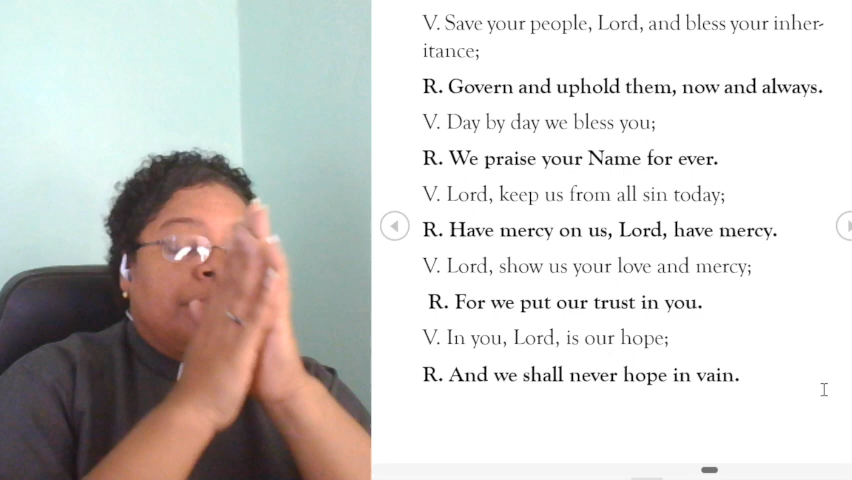 V. Save your people, Lord, and bless your inher-
itance;
R. Govern and uphold them, now and always.
V. Day by day we bless you;
R. We praise your Name for ever.
V. Lord, keep us from all sin today;
R. Have mercy on us, Lord, have mercy.
V. Lord, show us your love and mercy;
R. For we put our trust in you.
V. In you, Lord, is our hope;
R. And we shall never hope in vain.